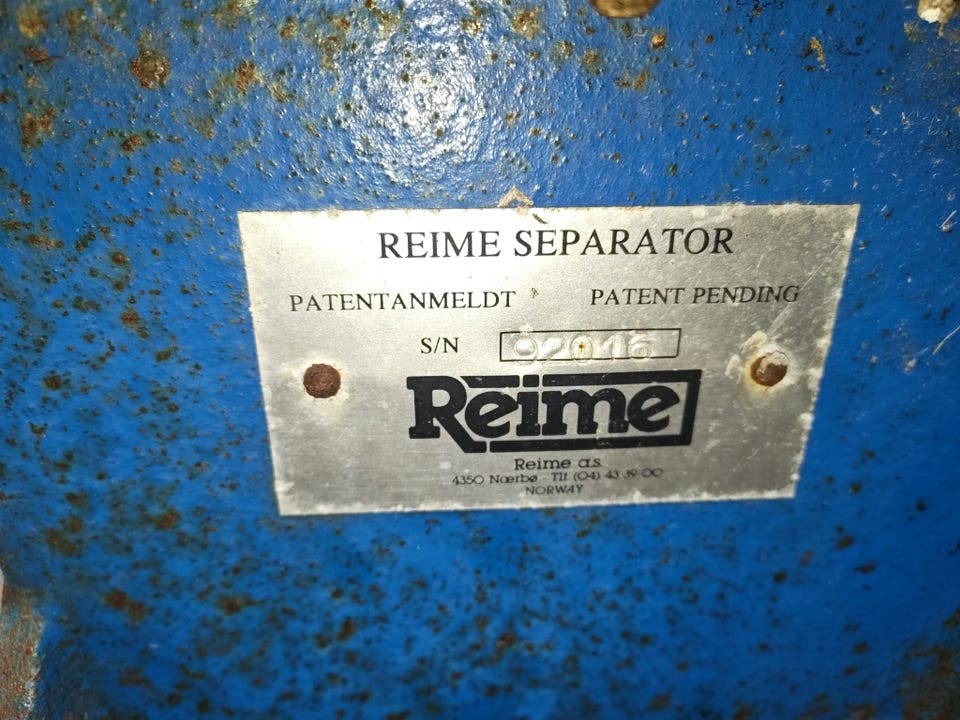 REIME SEPARATOR
PATENTANMELDT PATENT PENDING
S/N 92016
Reime
Reime a.s.
4350 Nærbø - Tlf (04) 43 39 00
NORWAY